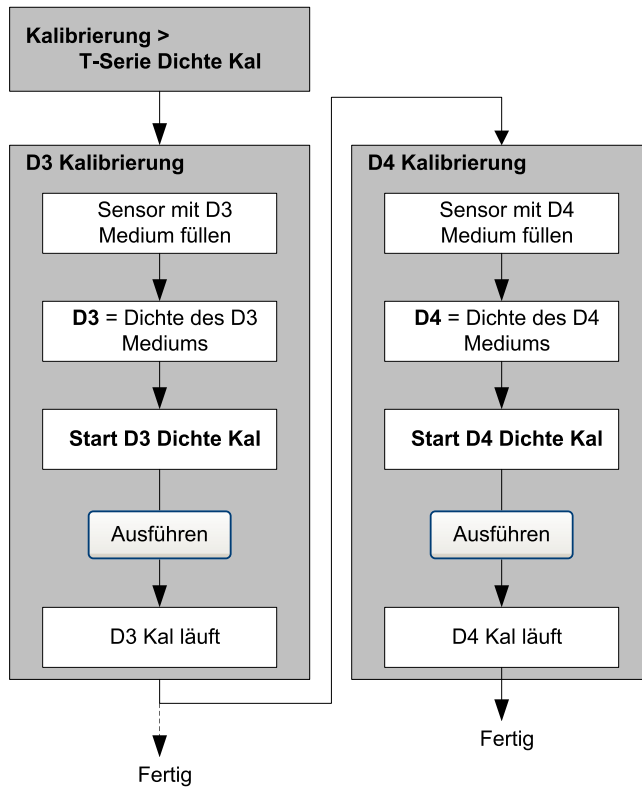 Kalibrierung >
T-Serie Dichte Kal
D3 Kalibrierung
Sensor mit D3
Medium füllen
D3 = Dichte des D3
Mediums
Start D3 Dichte Kal
Ausführen
D3 Kal läuft
Fertig
D4 Kalibrierung
Sensor mit D4
Medium füllen
D4 = Dichte des D4
Mediums
Start D4 Dichte Kal
Ausführen
D4 Kal läuft
Fertig